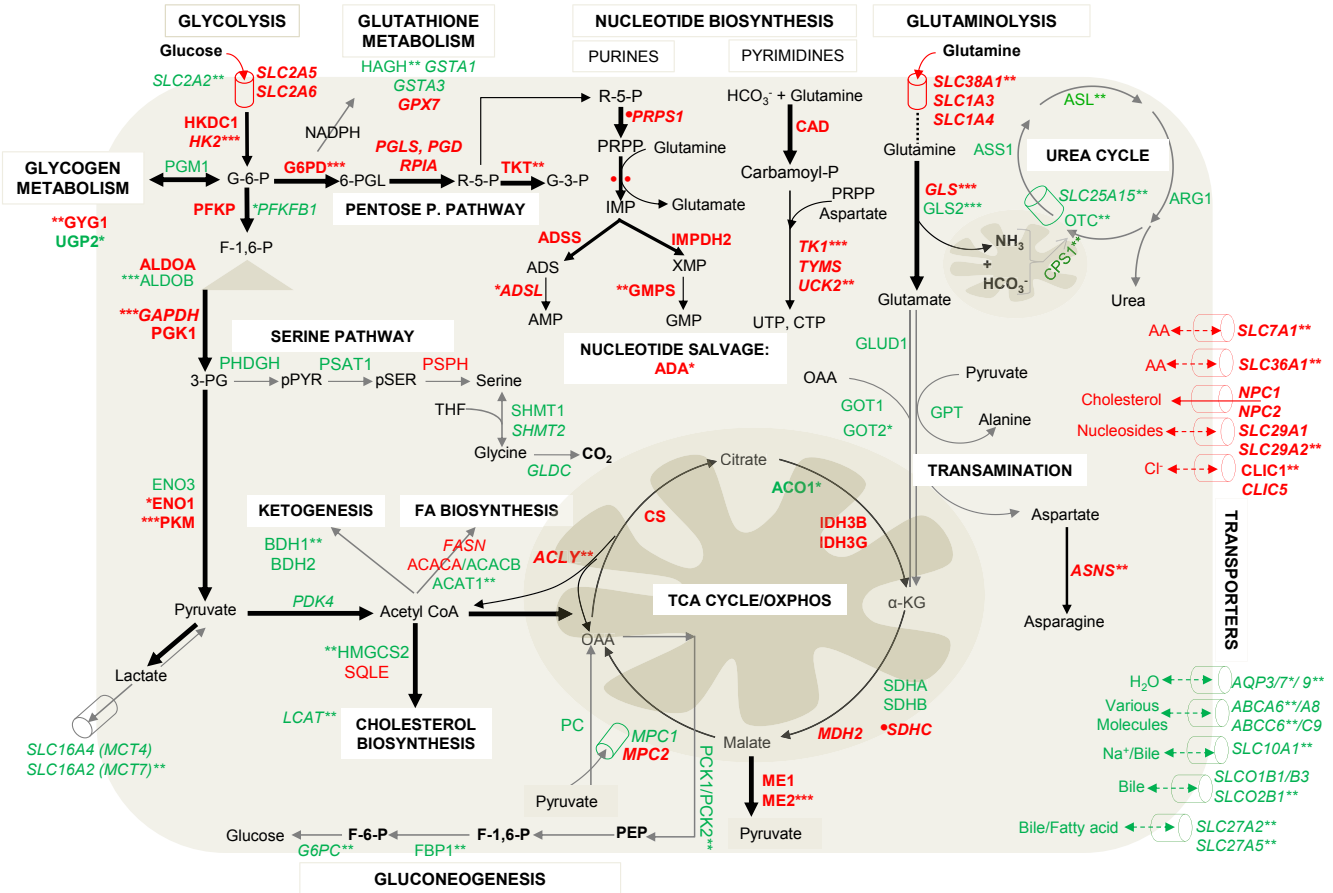 GLYCOLYSIS
GLUTATHIONE
METABOLISM
NUCLEOTIDE BIOSYNTHESIS
GLUTAMINOLYSIS
PURINES
PYRIMIDINES
Glucose
SLC2A2**
SLC2A5
SLC2A6
HAGH** GSTA1
GSTA3
GPX7
NADPH
HKDC1
HK2***
GLYCOGEN
METABOLISM
PGM1
G-6-P
G6PD***
6-PGL
PGLS, PGD
RPIA
R-5-P
TKT**
G-3-P
PENTOSE P. PATHWAY
**GYG1
UGP2*
PFKP
*PFKFB1
F-1,6-P
ALDOA
***ALDOB
***GAPDH
PGK1
R-5-P
•PRPS1
PRPP
Glutamine
Glutamate
IMP
ADSS
IMPDH2
ADS
XMP
*ADSL
**GMPS
AMP
GMP
HCO₃⁻ + Glutamine
CAD
Carbamoyl-P
PRPP
Aspartate
TK1***
TYMS
UCK2**
UTP, CTP
NUCLEOTIDE SALVAGE:
ADA*
Glutamine
SLC38A1**
SLC1A3
SLC1A4
Glutamine
GLS***
GLS2***
Glutamate
ASL**
ASS1
UREA CYCLE
SLC25A15**
OTC**
ARG1
CPS1**
NH₃
+
HCO₃⁻
Urea
SERINE PATHWAY
3-PG
PHDGH
pPYR
PSAT1
pSER
PSPH
Serine
THF
SHMT1
SHMT2
Glycine
GLDC
CO₂
GLUD1
OAA
GOT1
GOT2*
Pyruvate
GPT
Alanine
TRANSAMINATION
Aspartate
ASNS**
Asparagine
AA
SLC7A1**
AA
SLC36A1**
Cholesterol
NPC1
NPC2
Nucleosides
SLC29A1
SLC29A2**
Cl⁻
CLIC1**
CLIC5
TRANSPORTERS
ENO3
*ENO1
***PKM
KETOGENESIS
FA BIOSYNTHESIS
BDH1**
BDH2
FASN
ACACA/ACACB
ACAT1**
ACLY**
Pyruvate
PDK4
Acetyl CoA
Lactate
SLC16A4 (MCT4)
SLC16A2 (MCT7)**
**HMGCS2
SQLE
LCAT**
CHOLESTEROL
BIOSYNTHESIS
Citrate
CS
ACO1*
IDH3B
IDH3G
TCA CYCLE/OXPHOS
α-KG
OAA
SDHA
SDHB
•SDHC
MDH2
Malate
PC
MPC1
MPC2
Pyruvate
PCK1/PCK2**
ME1
ME2***
Pyruvate
Glucose
G6PC**
F-6-P
FBP1**
F-1,6-P
PEP
GLUCONEOGENESIS
H₂O
AQP3/7*/ 9**
Various
Molecules
ABCA6**/A8
ABCC6**/C9
Na⁺/Bile
SLC10A1**
Bile
SLCO1B1/B3
SLCO2B1**
Bile/Fatty acid
SLC27A2**
SLC27A5**